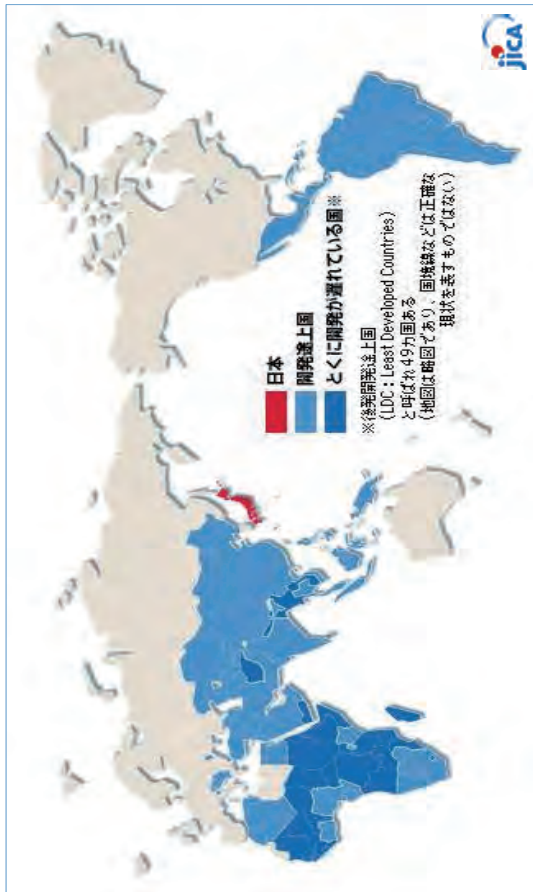 日本
開発途上国
とくに開発が遅れている国※
※後発開発途上国
(LDC：Least Developed Countries)
と呼ばれ49カ国ある
(地図は略図であり、国境線などは正確な
現状を表すものではない)
jICA